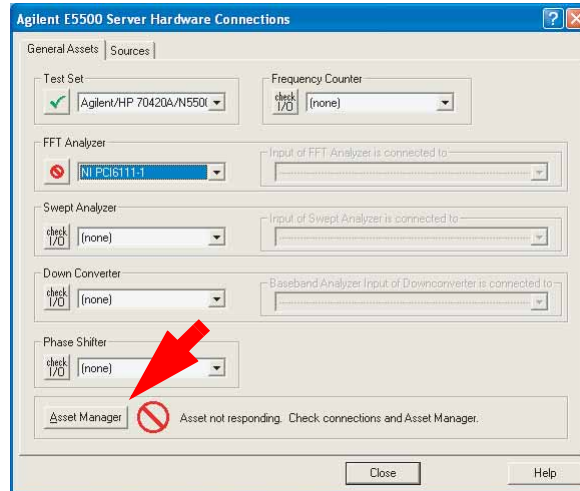 Agilent E5500 Server Hardware Connections
General Assets
Sources
Test Set
Agilent/HP 70420A/N550(
Frequency Counter
check I/O
(none)
FFT Analyzer
NI PCI6111-1
Input of FFT Analyzer is connected to
Swept Analyzer
check I/O
(none)
Input of Swept Analyzer is connected to
Down Converter
check I/O
(none)
Baseband Analyzer Input of Downconverter is connected to
Phase Shifter
check I/O
(none)
Asset Manager
Asset not responding. Check connections and Asset Manager.
Close
Help